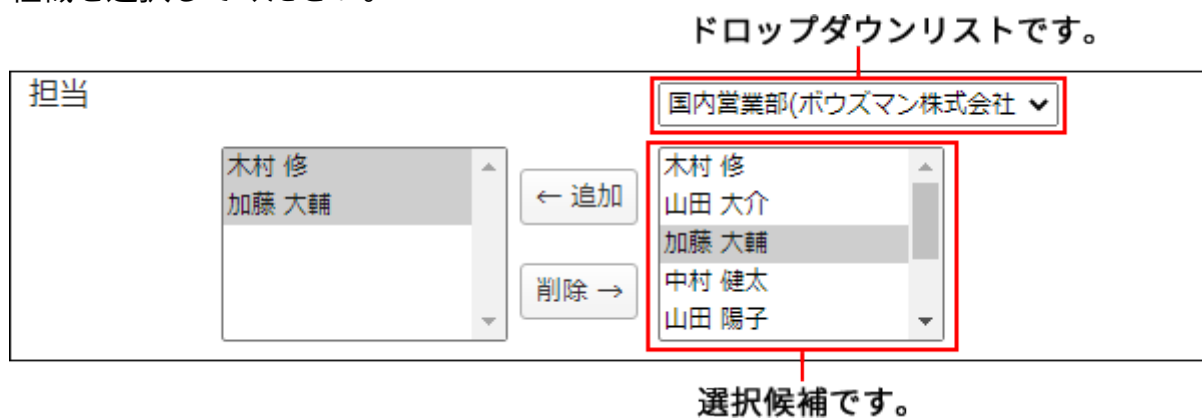 ドロップダウンリストです。
担当
国内営業部(ボウズマン株式会社
木村 修
加藤 大輔
← 追加
削除 →
木村 修
山田 大介
加藤 大輔
中村 健太
山田 陽子
選択候補です。